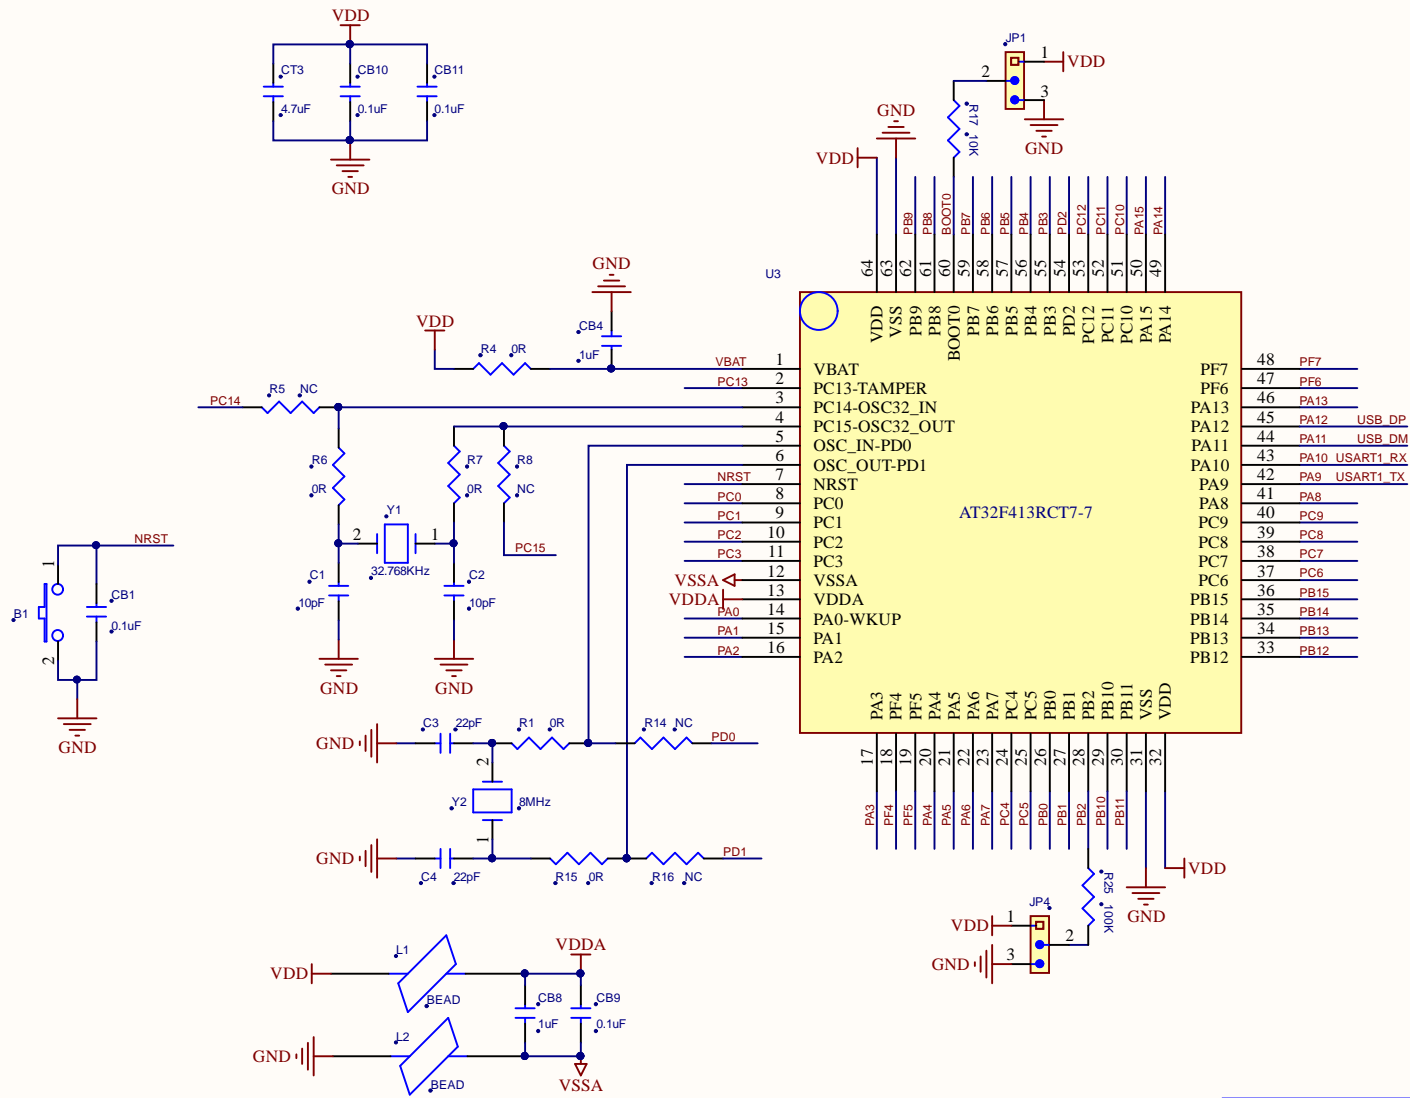 VDD
CT3 CB10 CB11
4.7uF 0.1uF 0.1uF
GND
JP1
1 VDD
2
3
GND
R17 10K
GND
VDD
PB9 PB8 BOOT0 PB7 PB6 PB5 PB4 PB3 PD2 PC12 PC11 PC10 PA15 PA14
64 63 62 61 60 59 58 57 56 55 54 53 52 51 50 49
U3
VDD VSS PB9 PB8 BOOT0 PB7 PB6 PB5 PB4 PB3 PD2 PC12 PC11 PC10 PA15 PA14
GND
CB4
1uF
VDD
R4 0R
VBAT 1 VBAT
PC13 2 PC13-TAMPER
PC14 R5 NC
3 PC14-OSC32_IN
4 PC15-OSC32_OUT
5 OSC_IN-PD0
6 OSC_OUT-PD1
NRST 7 NRST
PC0 8 PC0
PC1 9 PC1
PC2 10 PC2
PC3 11 PC3
VSSA 12 VSSA
VDDA 13 VDDA
PA0 14 PA0-WKUP
PA1 15 PA1
PA2 16 PA2
AT32F413RCT7-7
PF7 48 PF7
PF6 47 PF6
PA13 46 PA13
PA12 45 PA12 USB_DP
PA11 44 PA11 USB_DM
PA10 43 PA10 USART1_RX
PA9 42 PA9 USART1_TX
PA8 41 PA8
PC9 40 PC9
PC8 39 PC8
PC7 38 PC7
PC6 37 PC6
PB15 36 PB15
PB14 35 PB14
PB13 34 PB13
PB12 33 PB12
R6 R7 R8
0R 0R NC
Y1
2 1
32.768KHz
PC15
C1 C2
10pF 10pF
GND GND
NRST
1
B1
2
CB1
0.1uF
GND
PA3 PF4 PF5 PA4 PA5 PA6 PA7 PC4 PC5 PB0 PB1 PB2 PB10 PB11 VSS VDD
17 18 19 20 21 22 23 24 25 26 27 28 29 30 31 32
PA3 PF4 PF5 PA4 PA5 PA6 PA7 PC4 PC5 PB0 PB1 PB2 PB10 PB11
GND C3 22pF R1 0R R14 NC PD0
2
Y2 8MHz
1
GND C4 22pF R15 0R R16 NC PD1
VDD
GND
R25 100K
JP4
VDD 1
2
GND 3
VDD L1 BEAD
VDDA
CB8 CB9
1uF 0.1uF
GND L2 BEAD
VSSA